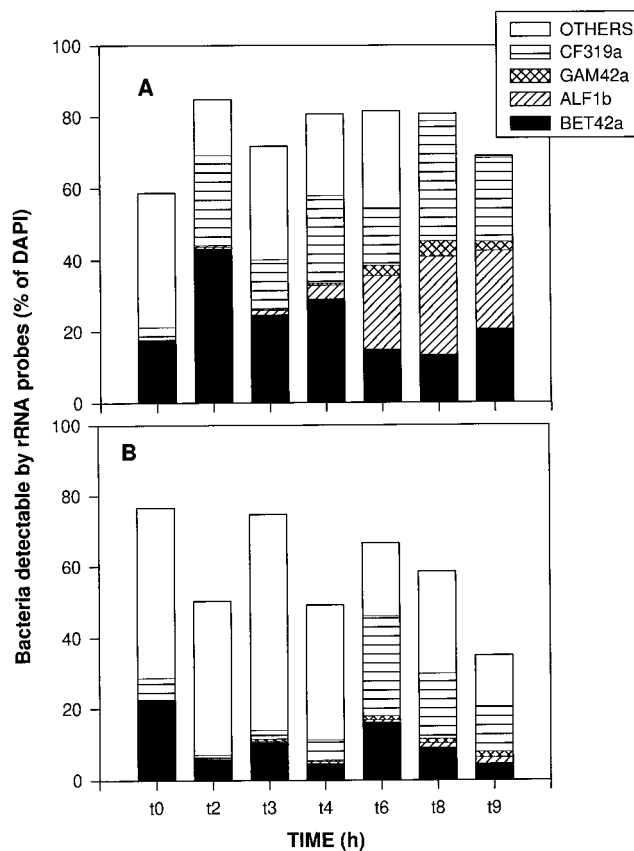 OTHERS
CF319a
GAM42a
ALF1b
BET42a
Bacteria detectable by rRNA probes (% of DAPI)
A
100
80
60
40
20
0
B
100
80
60
40
20
0
t0 t2 t3 t4 t6 t8 t9
TIME (h)